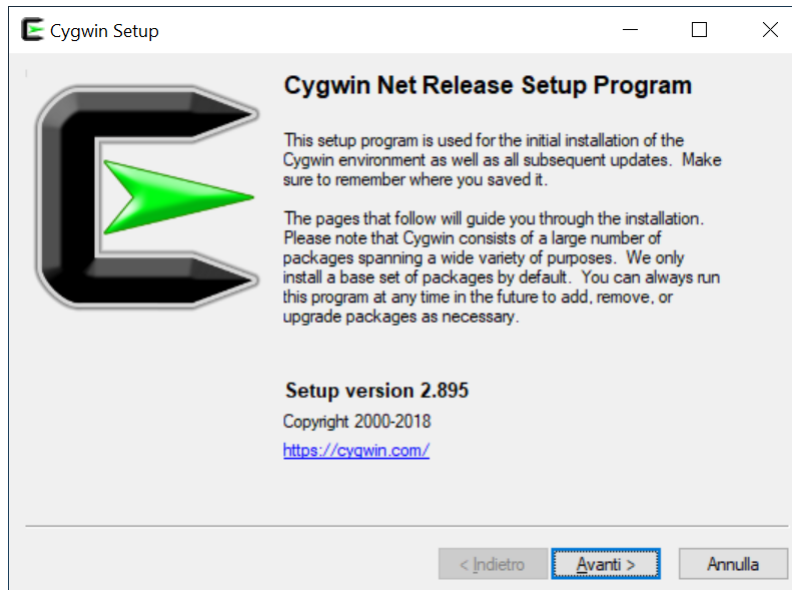 Cygwin Setup
Cygwin Net Release Setup Program
This setup program is used for the initial installation of the
Cygwin environment as well as all subsequent updates.  Make
sure to remember where you saved it.
The pages that follow will guide you through the installation.
Please note that Cygwin consists of a large number of
packages spanning a wide variety of purposes.  We only
install a base set of packages by default.  You can always run
this program at any time in the future to add, remove, or
upgrade packages as necessary.
Setup version 2.895
Copyright 2000-2018
https://cygwin.com/
< Indietro
Avanti >
Annulla